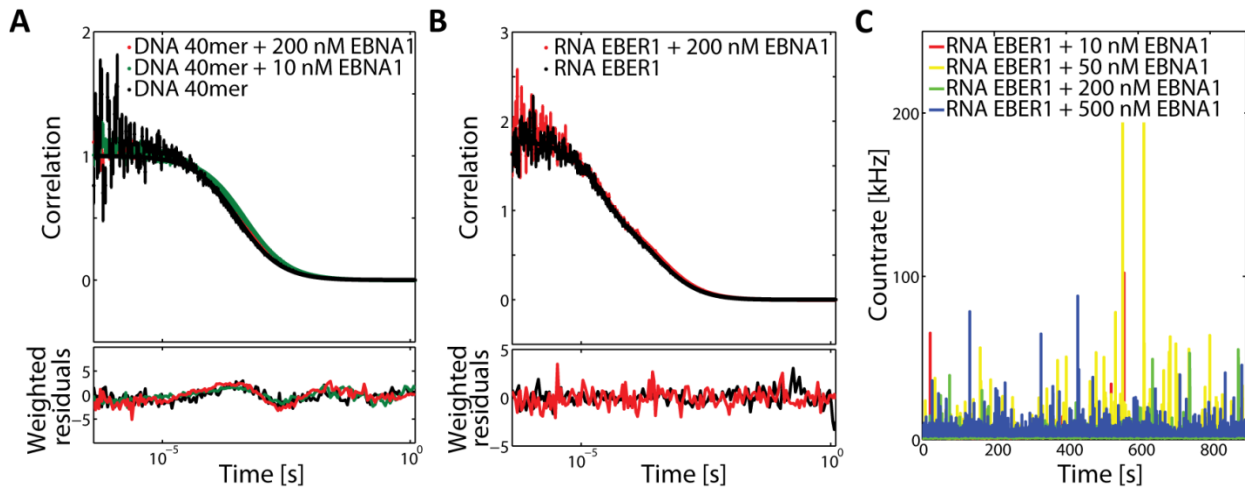 A
2
DNA 40mer + 200 nM EBNA1
DNA 40mer + 10 nM EBNA1
DNA 40mer
1
0
Correlation
5
0
-5
Weighted
residuals
10^-5
10^0
Time [s]
B
3
RNA EBER1 + 200 nM EBNA1
RNA EBER1
2
1
0
Correlation
5
0
-5
Weighted
residuals
10^-5
10^0
Time [s]
C
RNA EBER1 + 10 nM EBNA1
RNA EBER1 + 50 nM EBNA1
RNA EBER1 + 200 nM EBNA1
RNA EBER1 + 500 nM EBNA1
200
100
0
Countrate [kHz]
0 200 400 600 800
Time [s]